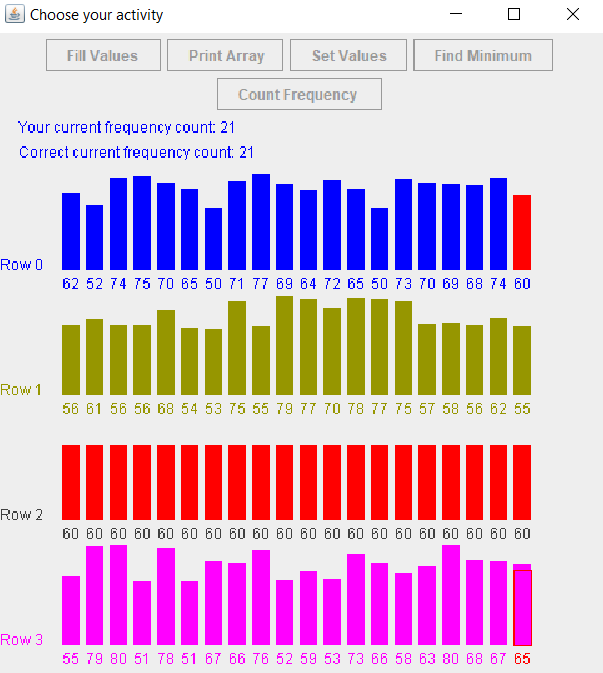 Choose your activity
Fill Values Print Array Set Values Find Minimum
Count Frequency
Your current frequency count: 21
Correct current frequency count: 21
Row 0
62 52 74 75 70 65 50 71 77 69 64 72 65 50 73 70 69 68 74 60
Row 1
56 61 56 56 68 54 53 75 55 79 77 70 78 77 75 57 58 56 62 55
Row 2
60 60 60 60 60 60 60 60 60 60 60 60 60 60 60 60 60 60 60 60
Row 3
55 79 80 51 78 51 67 66 76 52 59 53 73 66 58 63 80 68 67 65